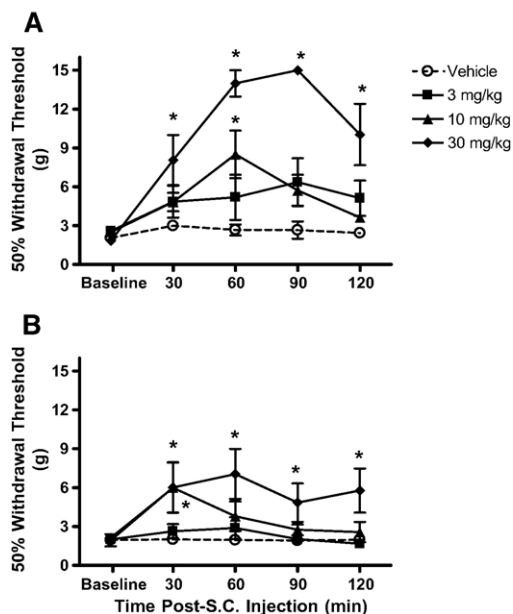 A
50% Withdrawal Threshold
(g)
15
12
9
6
3
0
Baseline 30 60 90 120
* * * * *
Vehicle
3 mg/kg
10 mg/kg
30 mg/kg
B
50% Withdrawal Threshold
(g)
15
12
9
6
3
0
* * * * *
Baseline 30 60 90 120
Time Post-S.C. Injection (min)